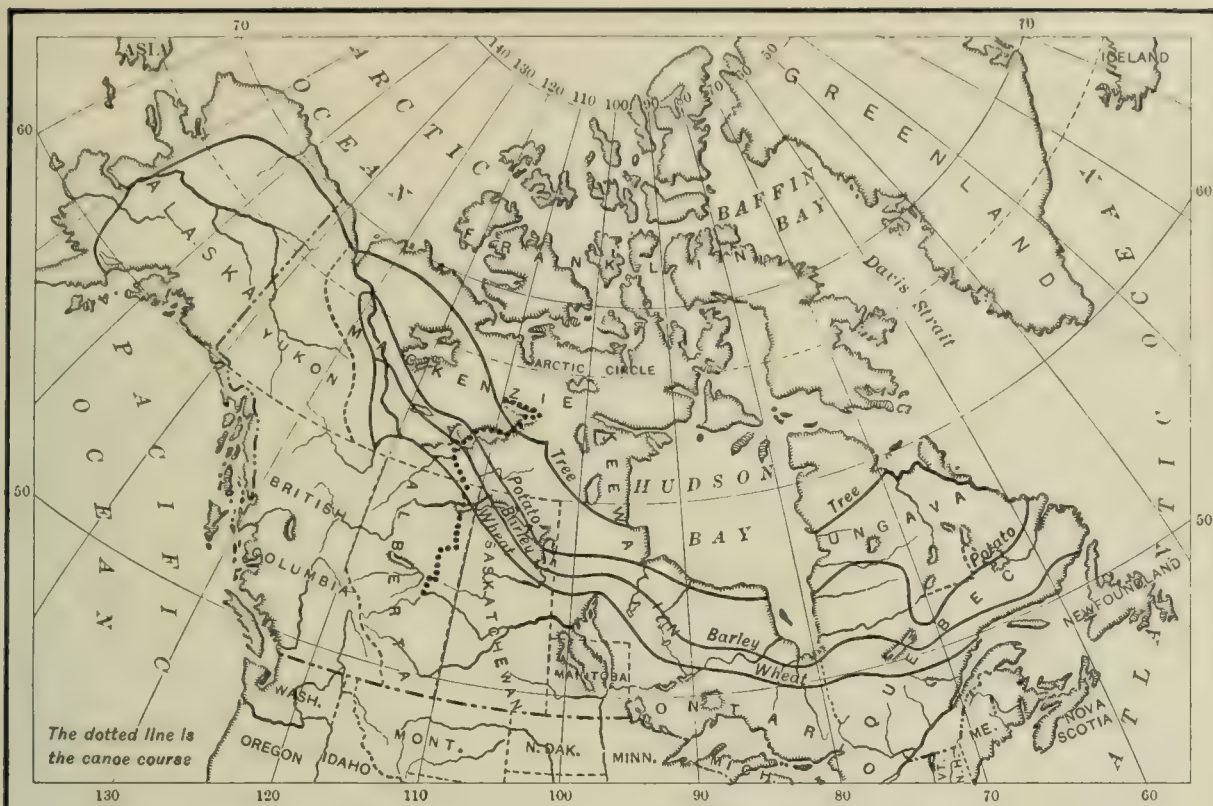 70
70
ASIA
ARCTIC OCEAN
140 130 120 110 100 90 80 70 60 50
GREENLAND
ICELAND
60
60
ALASKA
FRANKLIN
BAFFIN
BAY
Davis Strait
YUKON
MACKENZIE
ARCTIC CIRCLE
PACIFIC
OCEAN
ATLANTIC OCEAN
50
50
BRITISH
COLUMBIA
ALBERTA
SASKATCHEWAN
Tree
Potato
Barley
Wheat
KEEWATIN
HUDSON
BAY
Tree
UNGAVA
Potato
Barley
Wheat
MANITOBA
ONTARIO
QUEBEC
NEWFOUNDLAND
NOVA
SCOTIA
WASH.
OREGON
IDAHO
MONT.
N. DAK.
MINN.
MICH.
VT.
N.H.
ME.
The dotted line is
the canoe course
130 120 110 100 90 80 70 60